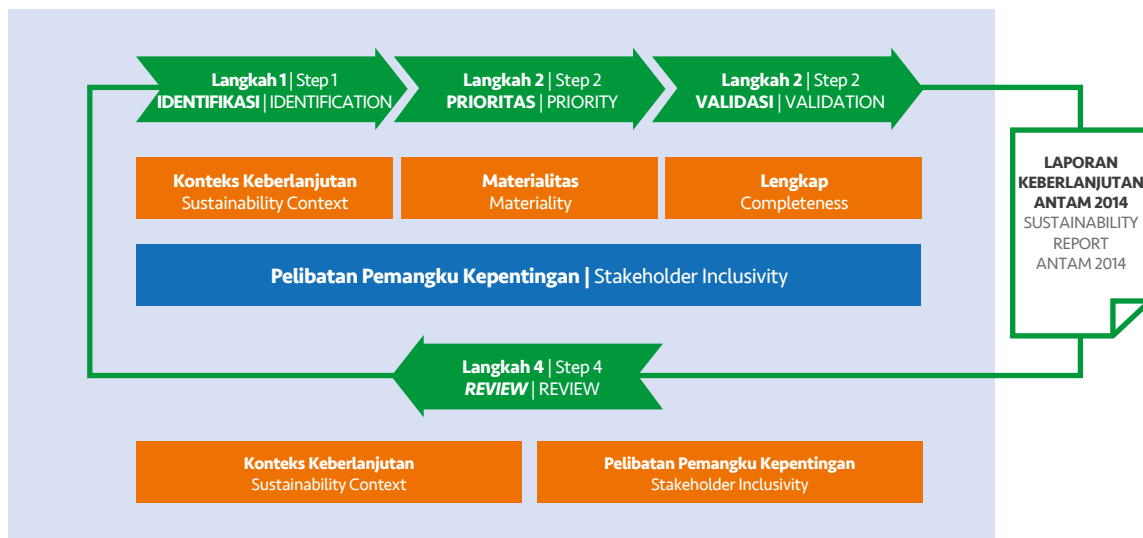 Langkah 1 | Step 1
IDENTIFIKASI | IDENTIFICATION
Langkah 2 | Step 2
PRIORITAS | PRIORITY
Langkah 2 | Step 2
VALIDASI | VALIDATION
Konteks Keberlanjutan
Sustainability Context
Materialitas
Materiality
Lengkap
Completeness
Pelibatan Pemangku Kepentingan | Stakeholder Inclusivity
LAPORAN
KEBERLANJUTAN
ANTAM 2014
SUSTAINABILITY
REPORT
ANTAM 2014
Langkah 4 | Step 4
REVIEW | REVIEW
Konteks Keberlanjutan
Sustainability Context
Pelibatan Pemangku Kepentingan
Stakeholder Inclusivity